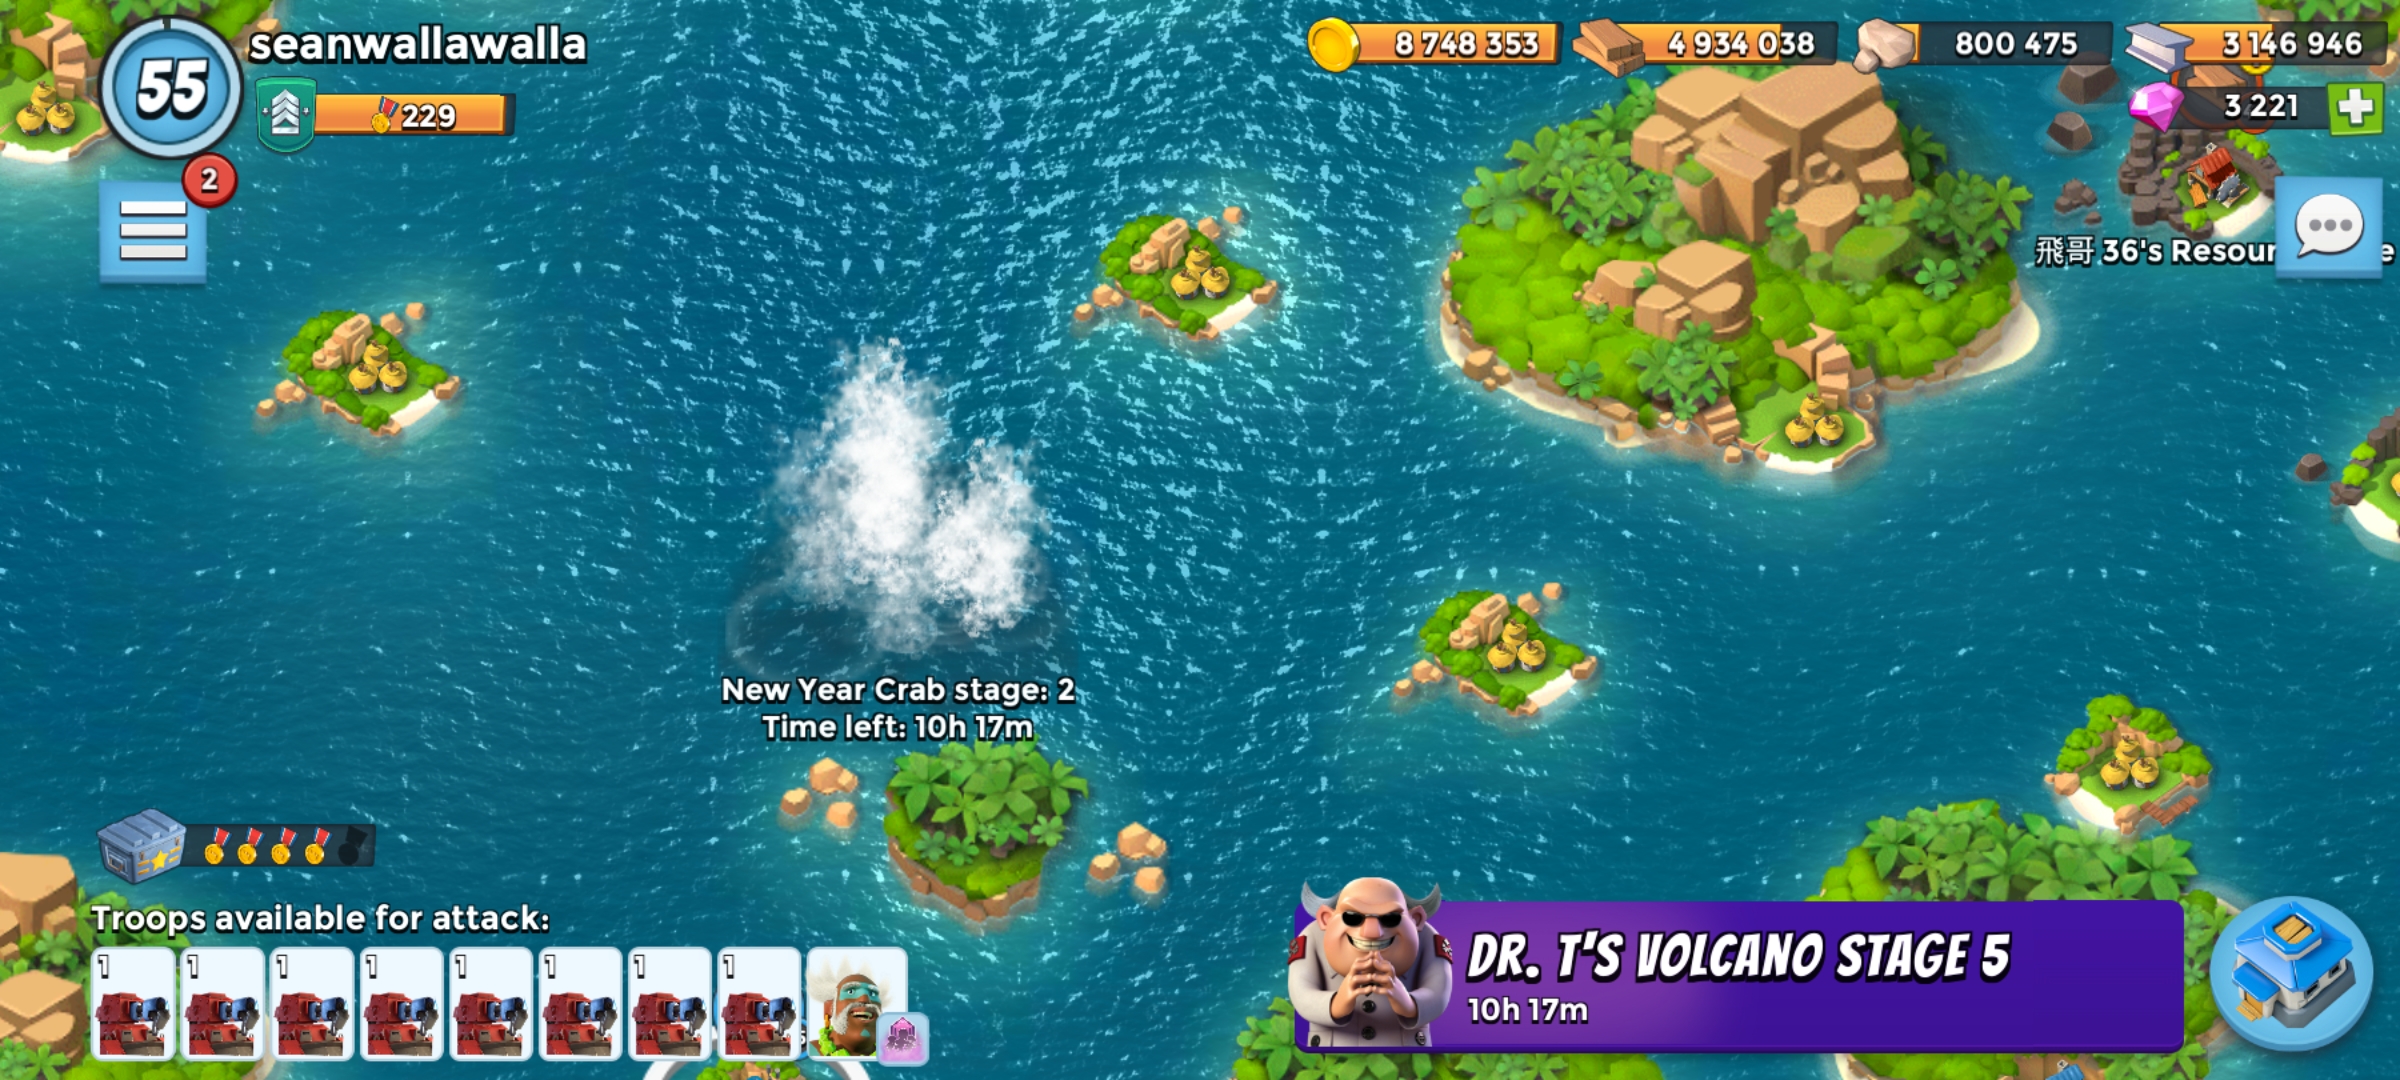 55
seanwallawalla
229
2
8 748 353
4 934 038
800 475
3 146 946
3 221
飛哥 36's Resour
New Year Crab stage: 2
Time left: 10h 17m
Troops available for attack:
1 1 1 1 1 1 1 1
DR. T'S VOLCANO STAGE 5
10h 17m